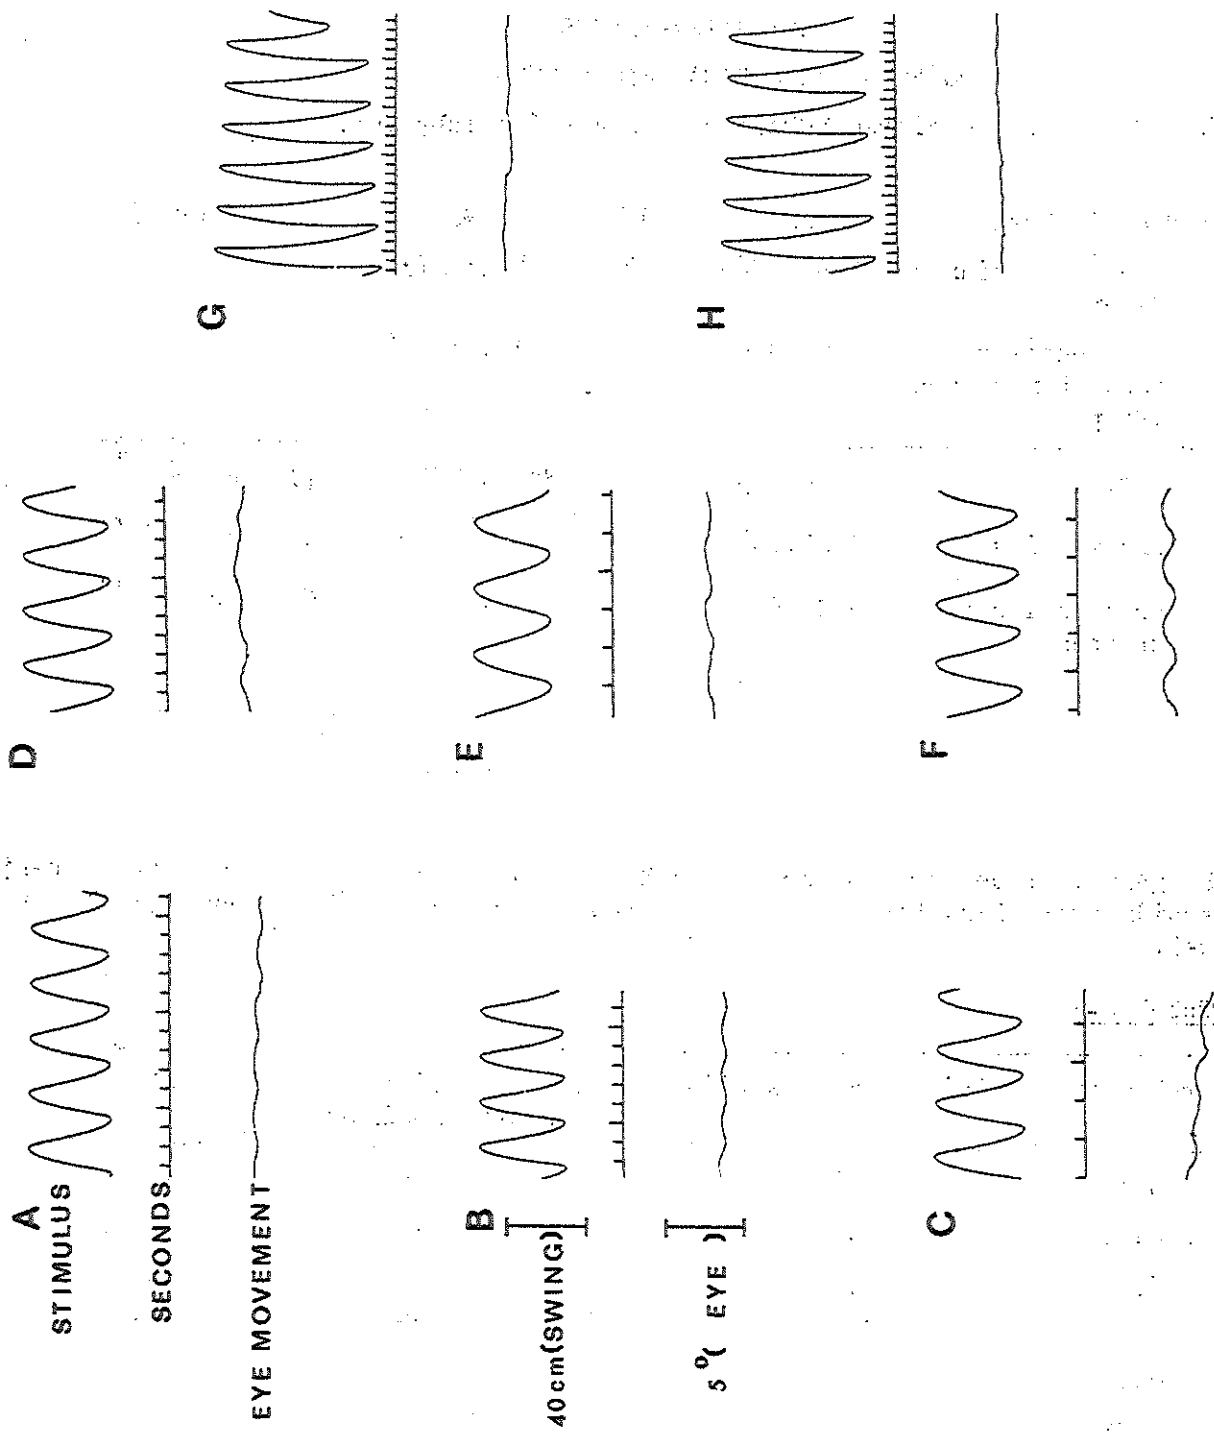 A
STIMULUS
SECONDS
EYE MOVEMENT
B
40cm(SWING)
5°( EYE )
C
D
E
F
G
H